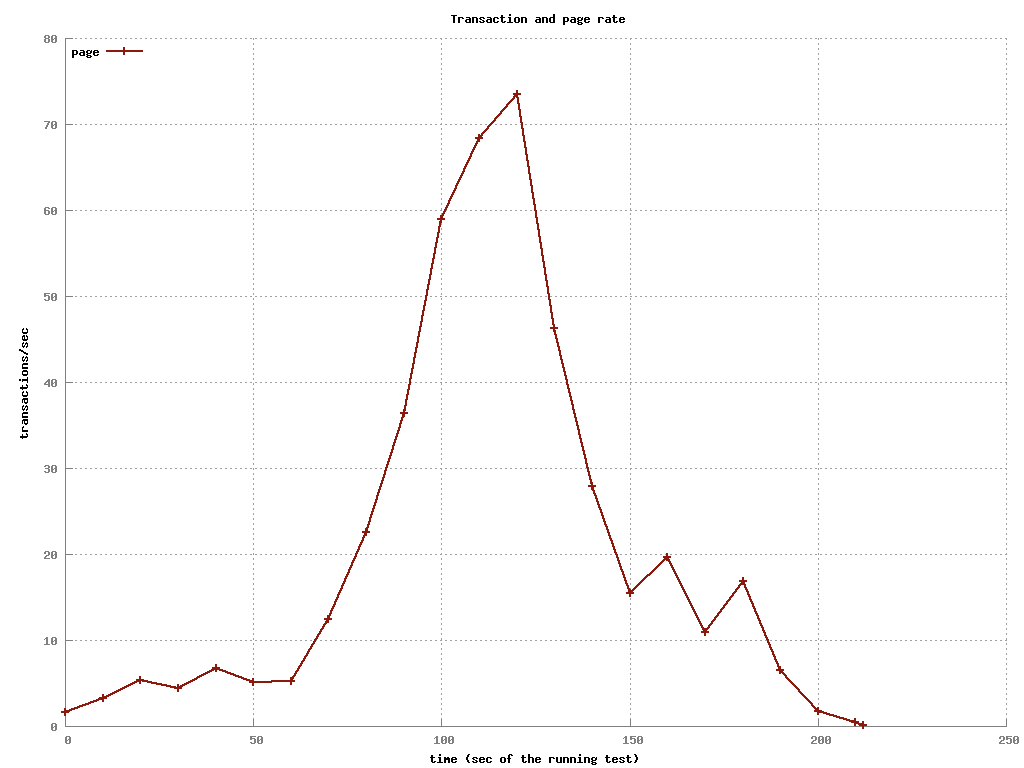 Transaction and page rate
page
80
70
60
50
40
30
20
10
0
transactions/sec
0 50 100 150 200 250
time (sec of the running test)